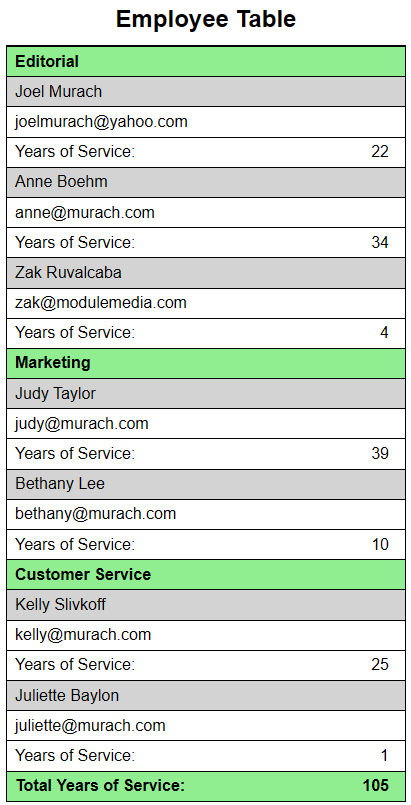 Employee Table
Editorial
Joel Murach
joelmurach@yahoo.com
Years of Service: 22
Anne Boehm
anne@murach.com
Years of Service: 34
Zak Ruvalcaba
zak@modulemedia.com
Years of Service: 4
Marketing
Judy Taylor
judy@murach.com
Years of Service: 39
Bethany Lee
bethany@murach.com
Years of Service: 10
Customer Service
Kelly Slivkoff
kelly@murach.com
Years of Service: 25
Juliette Baylon
juliette@murach.com
Years of Service: 1
Total Years of Service: 105